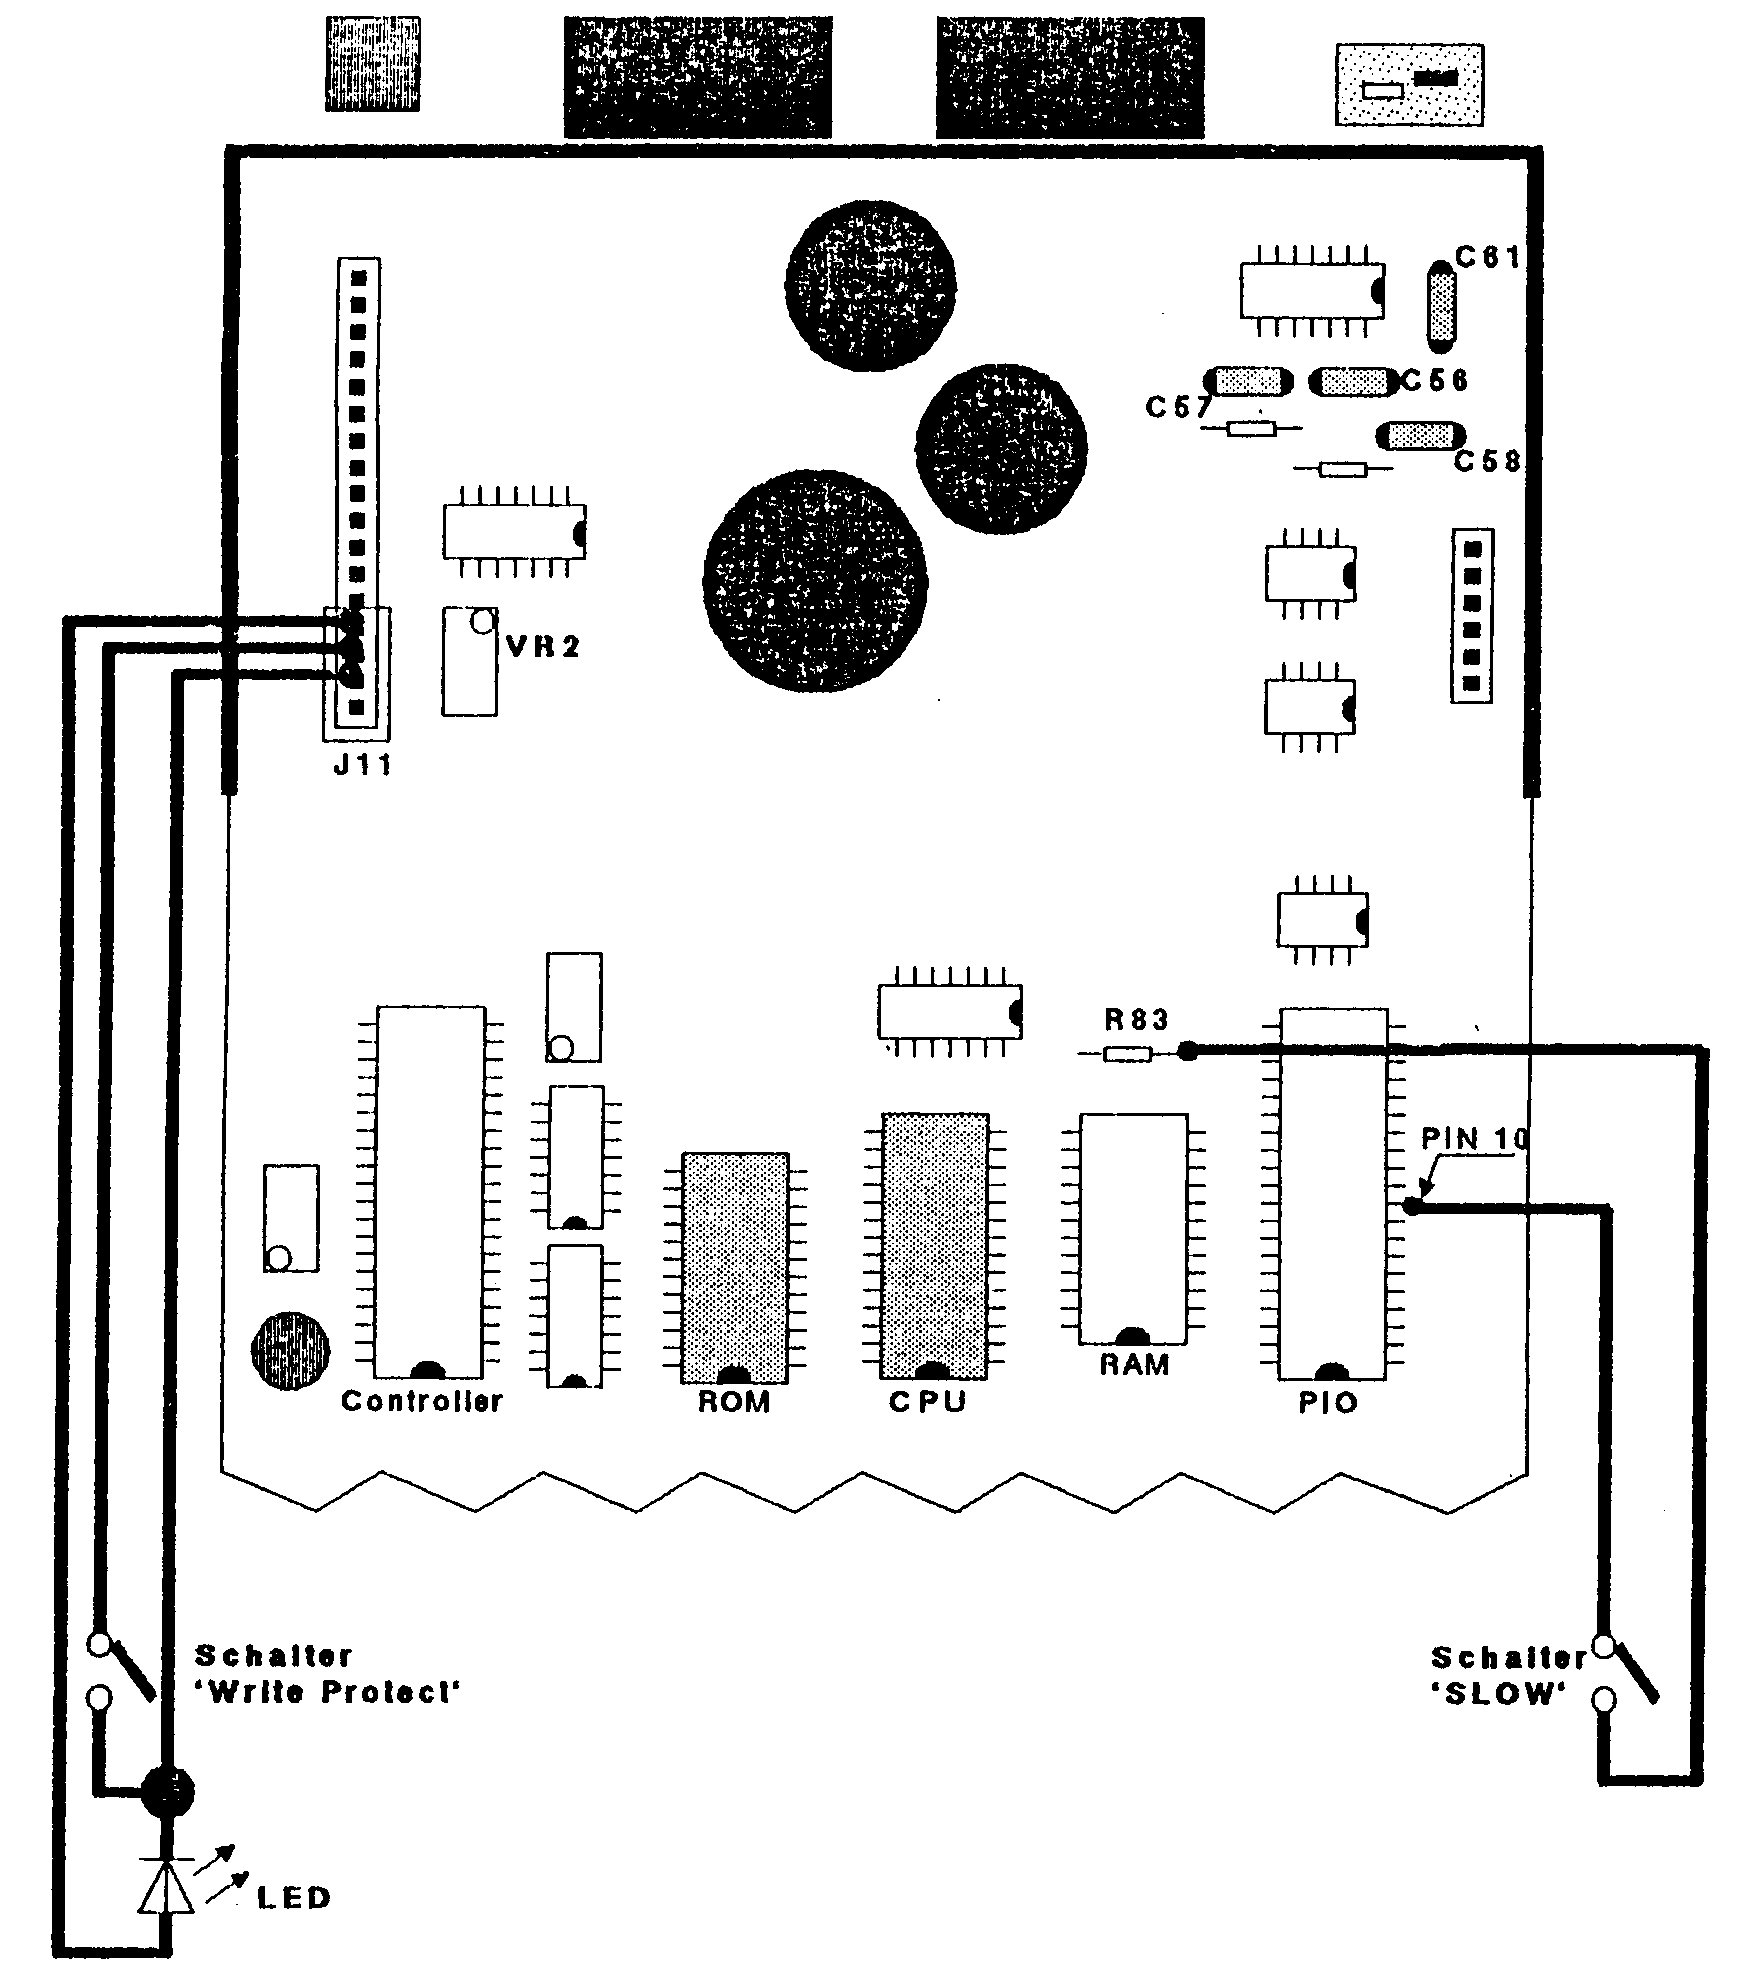 C61
C56
C57
C58
VR2
J11
R83
PIN 10
RAM
Controller
ROM
CPU
PIO
Schalter
'Write Protect'
Schalter
'SLOW'
LED